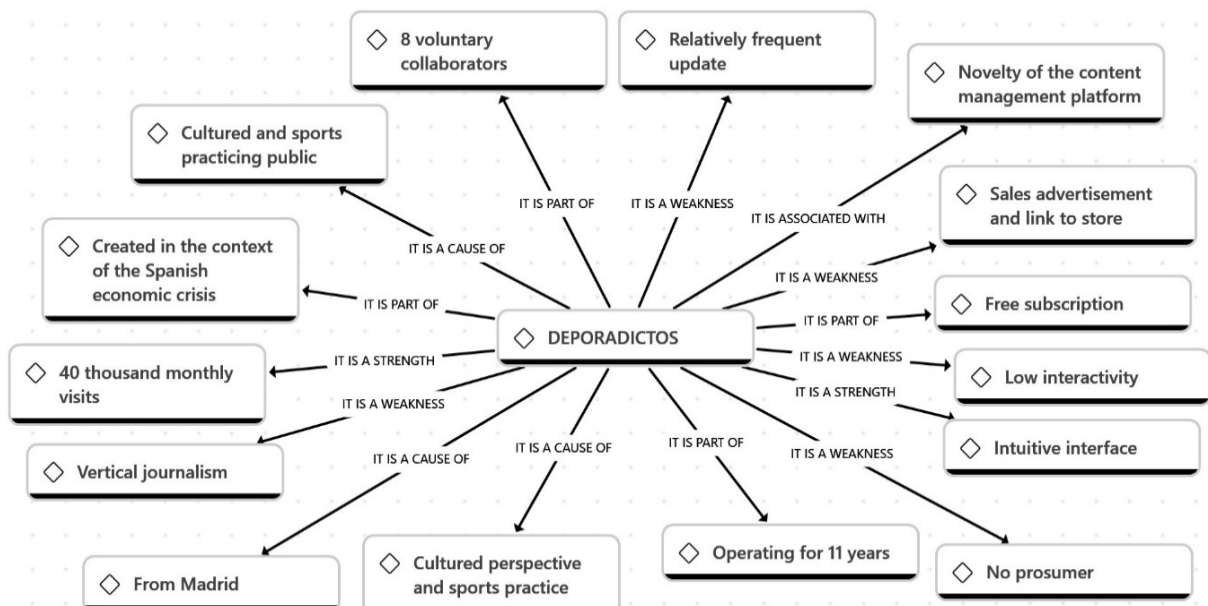 8 voluntary
collaborators
Relatively frequent
update
Novelty of the content
management platform
Cultured and sports
practicing public
Sales advertisement
and link to store
IT IS PART OF
IT IS A WEAKNESS
IT IS ASSOCIATED WITH
IT IS A CAUSE OF
IT IS A WEAKNESS
Created in the context
of the Spanish
economic crisis
IT IS PART OF
Free subscription
IT IS PART OF
DEPORADICTOS
IT IS A STRENGTH
IT IS A WEAKNESS
40 thousand monthly
visits
Low interactivity
IT IS A STRENGTH
IT IS A WEAKNESS
IT IS A CAUSE OF
IT IS A CAUSE OF
IT IS PART OF
IT IS A WEAKNESS
Vertical journalism
Intuitive interface
Operating for 11 years
Cultured perspective
and sports practice
From Madrid
No prosumer